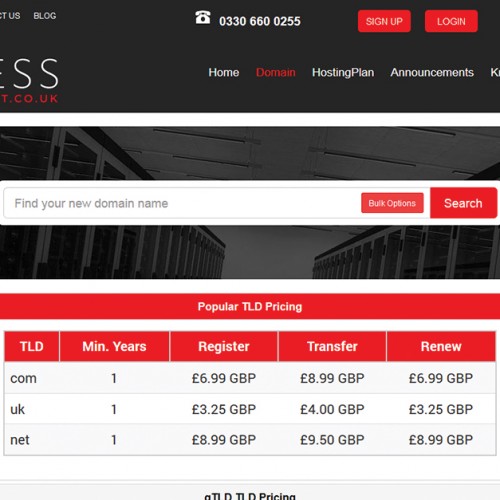 CT US BLOG 0330 660 0255 SIGN UP LOGIN
ESS
T.CO.UK
Home Domain HostingPlan Announcements K
Find your new domain name Bulk Options Search
Popular TLD Pricing
TLD Min. Years Register Transfer Renew
com 1 £6.99 GBP £8.99 GBP £6.99 GBP
uk 1 £3.25 GBP £4.00 GBP £3.25 GBP
net 1 £8.99 GBP £9.50 GBP £8.99 GBP
gTLD TLD Pricing